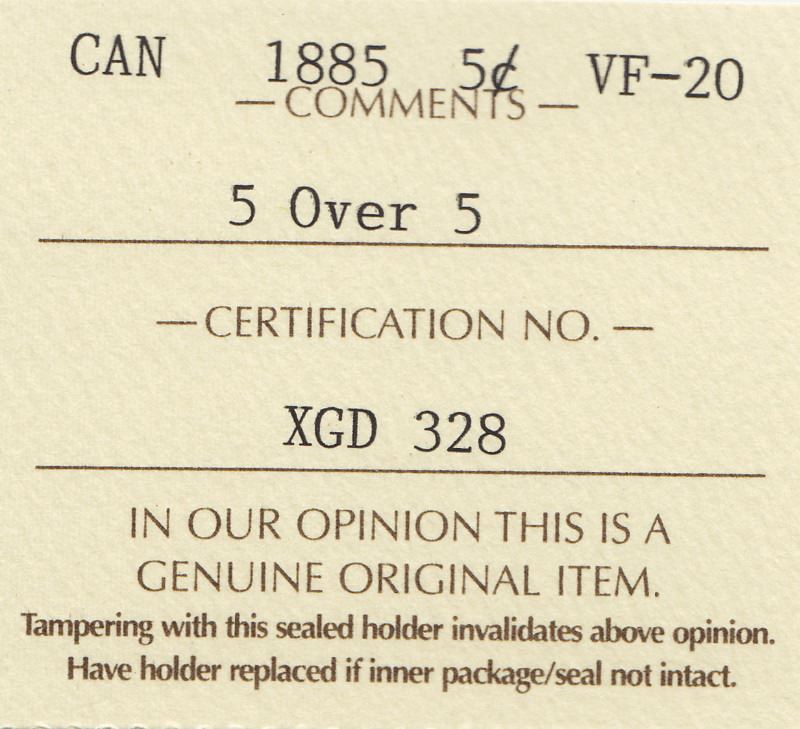 CAN 1885 5¢ VF-20
— COMMENTS —
5 Over 5
— CERTIFICATION NO. —
XGD 328
IN OUR OPINION THIS IS A
GENUINE ORIGINAL ITEM.
Tampering with this sealed holder invalidates above opinion.
Have holder replaced if inner package/seal not intact.